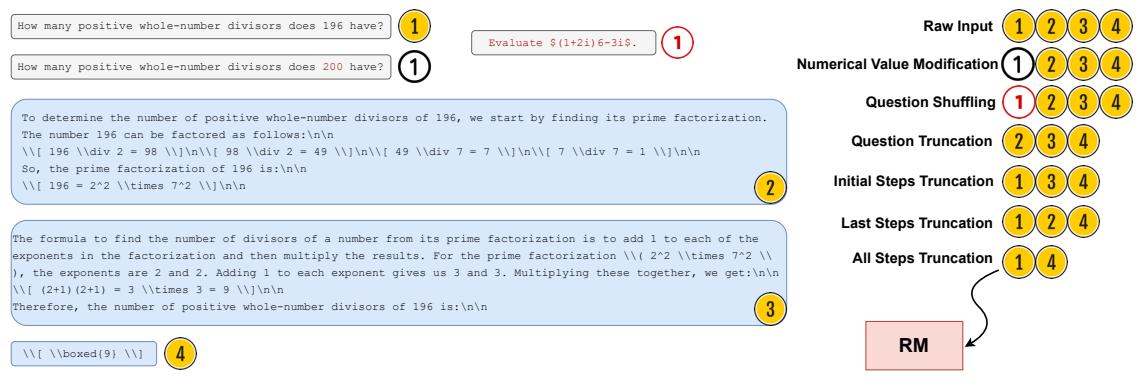 How many positive whole-number divisors does 196 have? 1
Evaluate $(1+2i)6-3i$. 1
How many positive whole-number divisors does 200 have? 1
To determine the number of positive whole-number divisors of 196, we start by finding its prime factorization.
The number 196 can be factored as follows:\n\n
\\[ 196 \\div 2 = 98 \\]\n\\[ 98 \\div 2 = 49 \\]\n\\[ 49 \\div 7 = 7 \\]\n\\[ 7 \\div 7 = 1 \\]\n\n
So, the prime factorization of 196 is:\n\n
\\[ 196 = 2^2 \\times 7^2 \\]\n\n
2
The formula to find the number of divisors of a number from its prime factorization is to add 1 to each of the
exponents in the factorization and then multiply the results. For the prime factorization \\( 2^2 \\times 7^2 \\
), the exponents are 2 and 2. Adding 1 to each exponent gives us 3 and 3. Multiplying these together, we get:\n\n
\\[ (2+1)(2+1) = 3 \\times 3 = 9 \\]\n\n
Therefore, the number of positive whole-number divisors of 196 is:\n\n
3
\\[ \\boxed{9} \\] 4
Raw Input 1 2 3 4
Numerical Value Modification 1 2 3 4
Question Shuffling 1 2 3 4
Question Truncation 2 3 4
Initial Steps Truncation 1 3 4
Last Steps Truncation 1 2 4
All Steps Truncation 1 4
RM